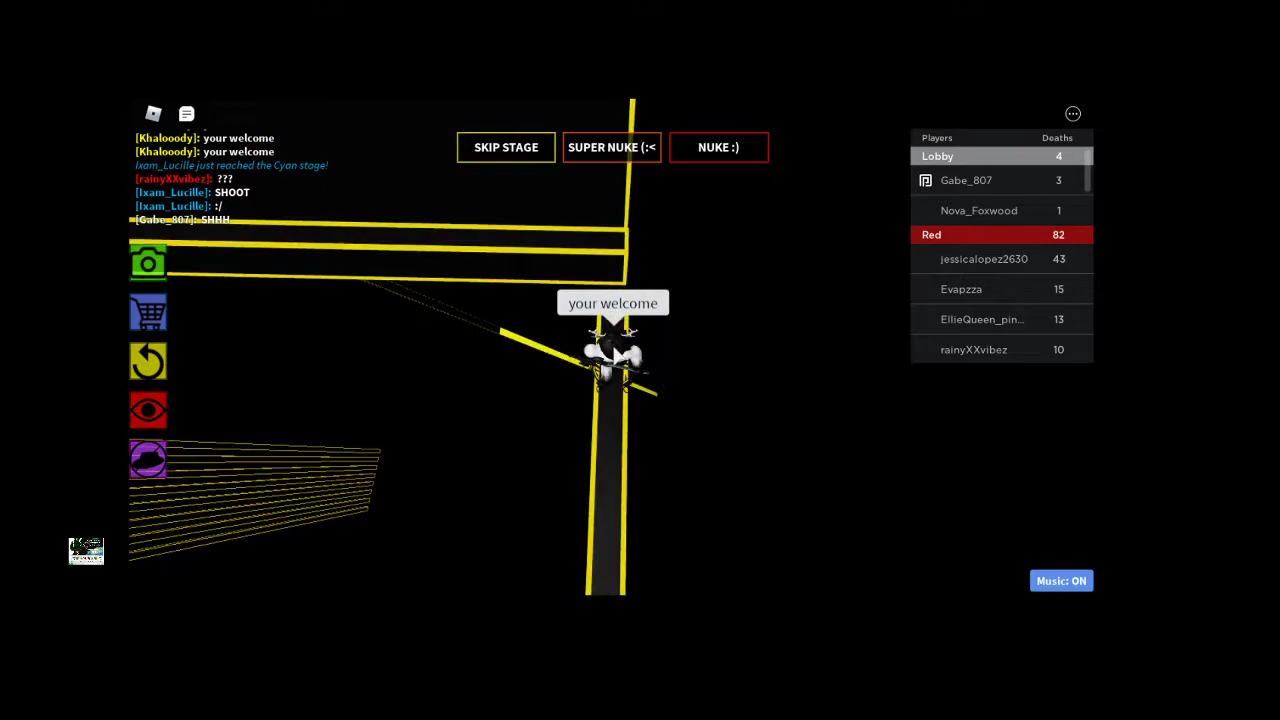 [Khalooody]: your welcome
[Khalooody]: your welcome
Ixam_Lucille just reached the Cyan stage!
[rainyXXvibez]: ???
[Ixam_Lucille]: SHOOT
[Ixam_Lucille]: :/
[Gabe_807]: SHHH
SKIP STAGE
SUPER NUKE (:<
NUKE :)
your welcome
Players Deaths
Lobby 4
Gabe_807 3
Nova_Foxwood 1
Red 82
jessicalopez2630 43
Evapzza 15
EllieQueen_pin... 13
rainyXXvibez 10
Music: ON